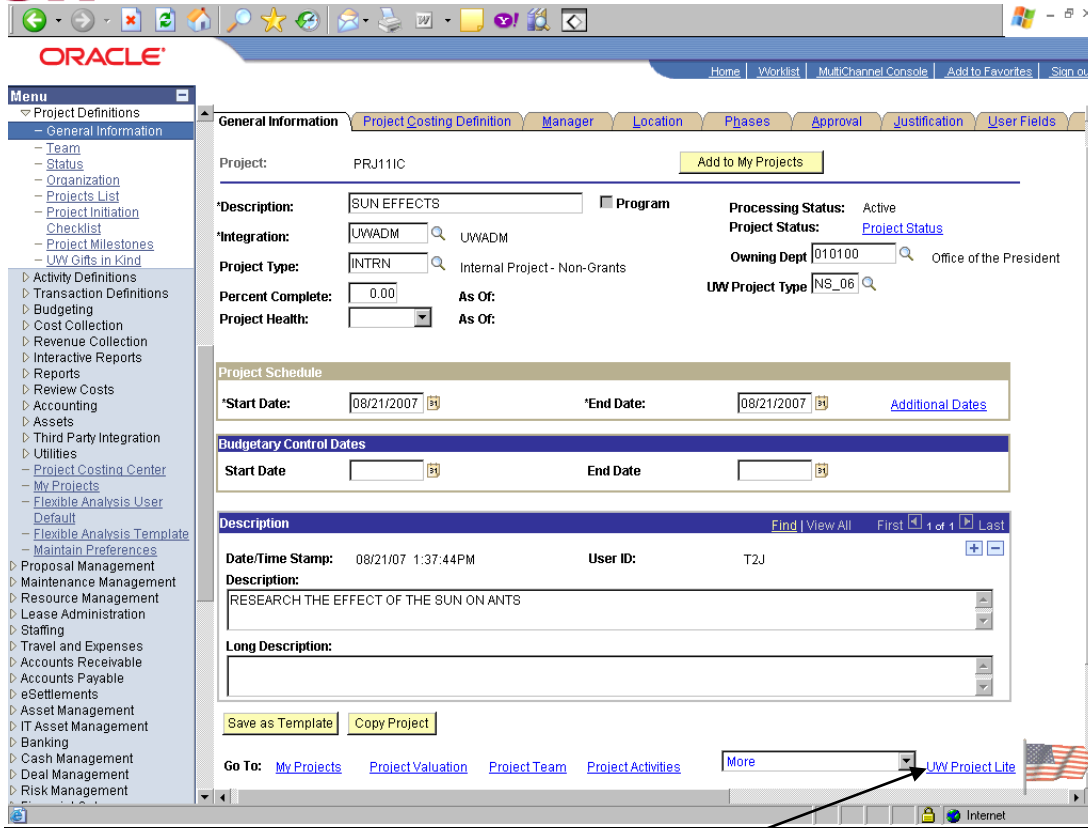 ORACLE
Home | Worklist | MultiChannel Console | Add to Favorites | Sign
Menu
Project Definitions
General Information
Team
Status
Organization
Projects List
Project Initiation
Checklist
Project Milestones
UW Gifts in Kind
Activity Definitions
Transaction Definitions
Budgeting
Cost Collection
Revenue Collection
Interactive Reports
Reports
Review Costs
Accounting
Assets
Third Party Integration
Utilities
Project Costing Center
My Projects
Flexible Analysis User
Default
Flexible Analysis Template
Maintain Preferences
Proposal Management
Maintenance Management
Resource Management
Lease Administration
Staffing
Travel and Expenses
Accounts Receivable
Accounts Payable
eSettlements
Asset Management
IT Asset Management
Banking
Cash Management
Deal Management
Risk Management
General Information Project Costing Definition Manager Location Phases Approval Justification User Fields
Project: PRJ11IC Add to My Projects
*Description: SUN EFFECTS Program Processing Status: Active
Project Status: Project Status
*Integration: UWADM UWADM
Owning Dept 010100 Office of the President
Project Type: INTRN Internal Project - Non-Grants
UW Project Type NS_06
Percent Complete: 0.00 As Of:
Project Health: As Of:
Project Schedule
*Start Date: 08/21/2007 *End Date: 08/21/2007 Additional Dates
Budgetary Control Dates
Start Date End Date
Description Find | View All First 1 of 1 Last
Date/Time Stamp: 08/21/07 1:37:44PM User ID: T2J
Description:
RESEARCH THE EFFECT OF THE SUN ON ANTS
Long Description:
Save as Template Copy Project
Go To: My Projects Project Valuation Project Team Project Activities More UW Project Lite
Internet